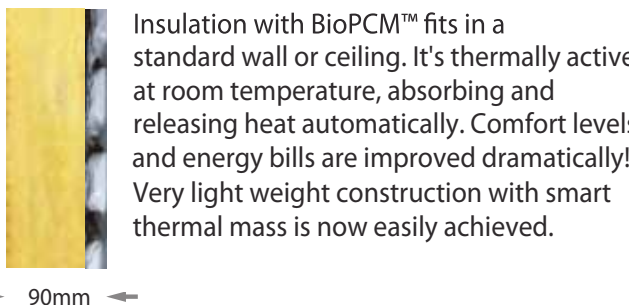 Insulation with BioPCM™ fits in a
standard wall or ceiling. It's thermally active
at room temperature, absorbing and
releasing heat automatically. Comfort levels
and energy bills are improved dramatically!
Very light weight construction with smart
thermal mass is now easily achieved.
90mm